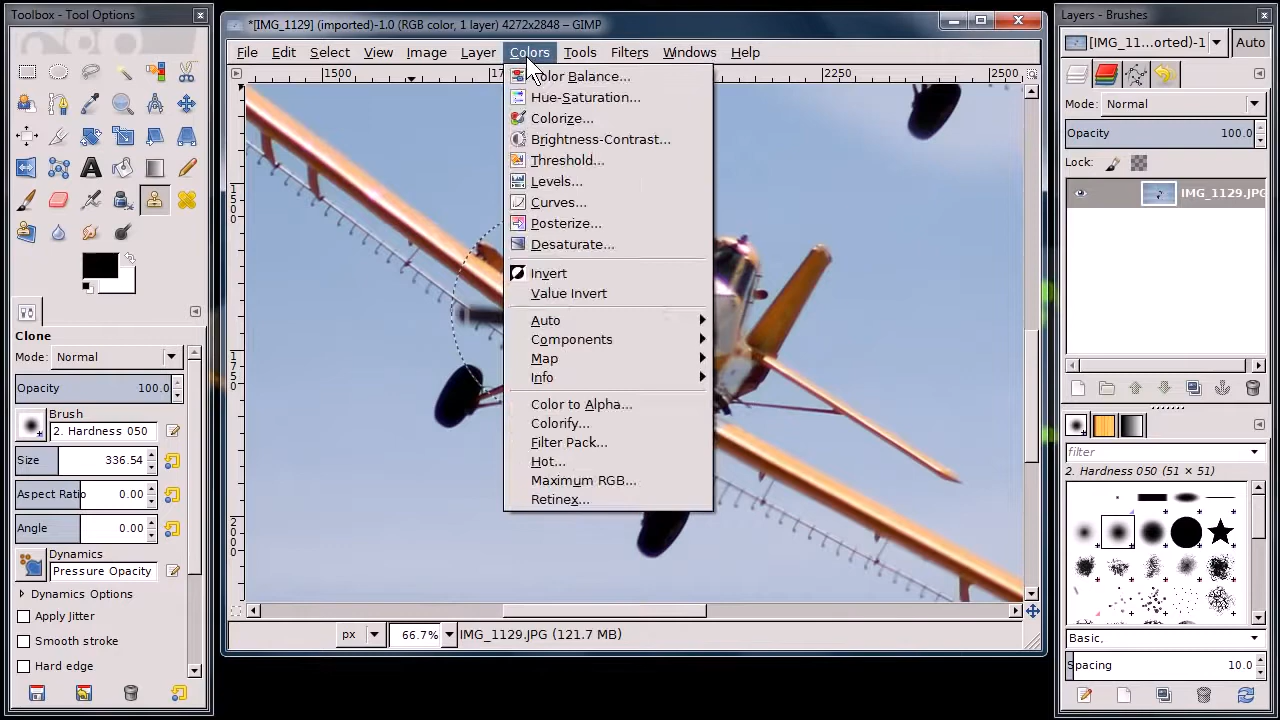 Toolbox - Tool Options
*[IMG_1129] (imported)-1.0 (RGB color, 1 layer) 4272x2848 – GIMP
Layers - Brushes
File Edit Select View Image Layer Colors Tools Filters Windows Help
[IMG_11...orted)-1
Auto
1500
2250
2500
Color Balance...
Hue-Saturation...
Colorize...
Brightness-Contrast...
Threshold...
Levels...
Curves...
Posterize...
Desaturate...
Invert
Value Invert
Auto
Components
Map
Info
Color to Alpha...
Colorify...
Filter Pack...
Hot...
Maximum RGB...
Retinex...
1500
1750
2000
Clone
Mode: Normal
Opacity 100.0
Brush
2. Hardness 050
Size 336.54
Aspect Ratio 0.00
Angle 0.00
Dynamics
Pressure Opacity
Dynamics Options
Apply Jitter
Smooth stroke
Hard edge
px
66.7%
IMG_1129.JPG (121.7 MB)
Mode: Normal
Opacity 100.0
Lock:
IMG_1129.JPG
filter
2. Hardness 050 (51 × 51)
Basic,
Spacing 10.0